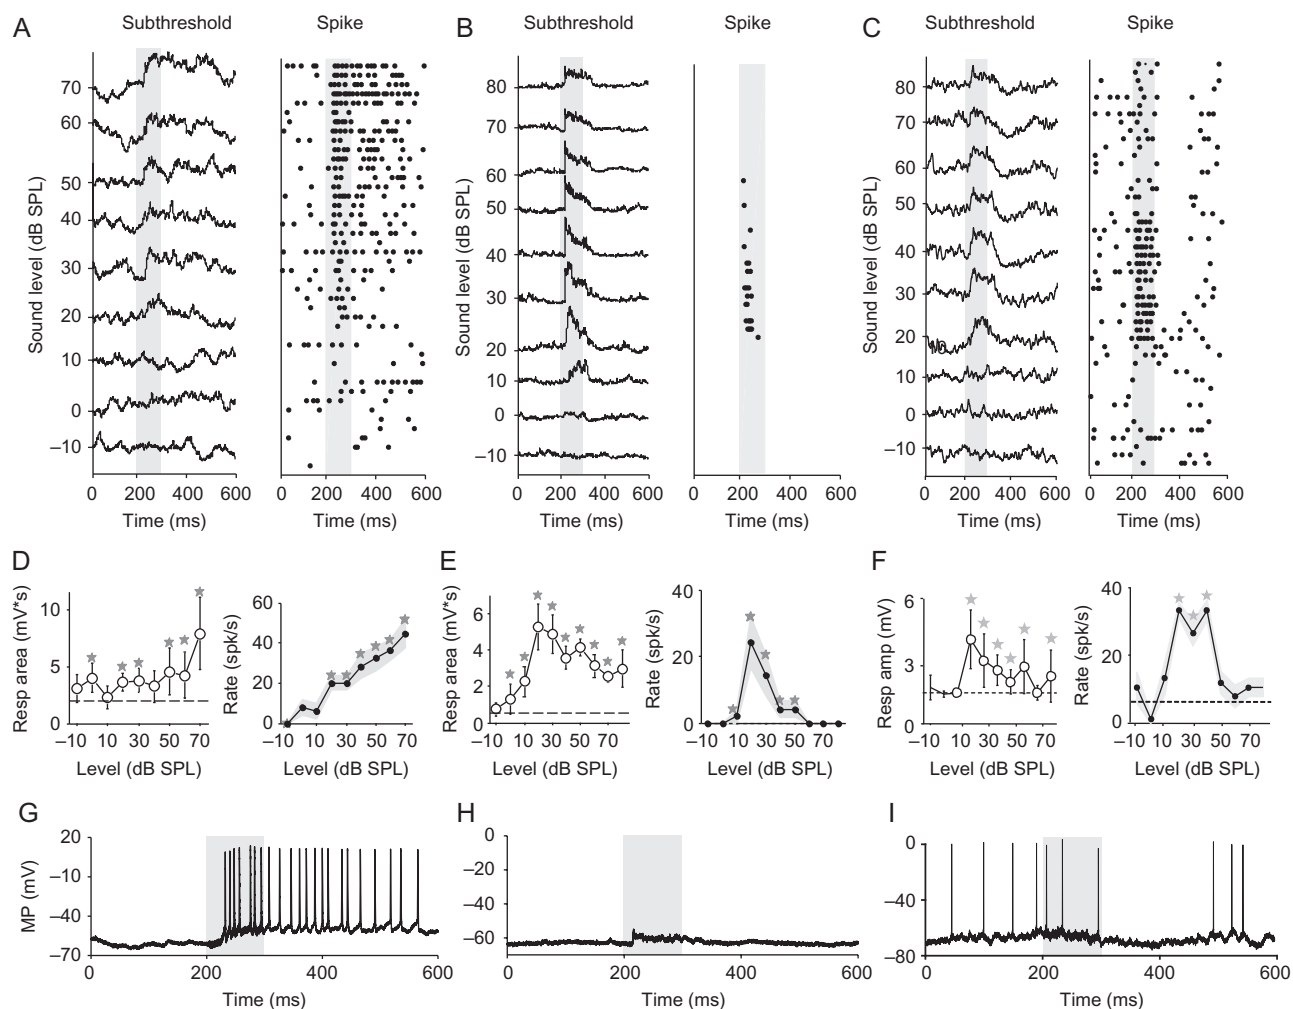 A Subthreshold Spike B Subthreshold Spike C Subthreshold Spike
Sound level (dB SPL)
70
60
50
40
30
20
10
0
–10
0 200 400 600
Time (ms)
0 200 400 600
Time (ms)
Sound level (dB SPL)
80
70
60
50
40
30
20
10
0
–10
0 200 400 600
Time (ms)
0 200 400 600
Time (ms)
Sound level (dB SPL)
80
70
60
50
40
30
20
10
0
–10
0 200 400 600
Time (ms)
0 200 400 600
Time (ms)
D
Resp area (mV*s)
10
5
0
–10 10 30 50 70
Level (dB SPL)
Rate (spk/s)
60
40
20
0
–10 10 30 50 70
Level (dB SPL)
E
Resp area (mV*s)
6
4
2
0
–10 10 30 50 70
Level (dB SPL)
Rate (spk/s)
40
20
0
–10 10 30 50 70
Level (dB SPL)
F
Resp amp (mV)
6
3
0
–10 10 30 50 70
Level (dB SPL)
Rate (spk/s)
40
20
0
–10 10 30 50 70
Level (dB SPL)
G
MP (mV)
20
–10
–40
–70
0 200 400 600
Time (ms)
H
0
–20
–40
–60
0 200 400 600
Time (ms)
I
0
–40
–80
0 200 400 600
Time (ms)